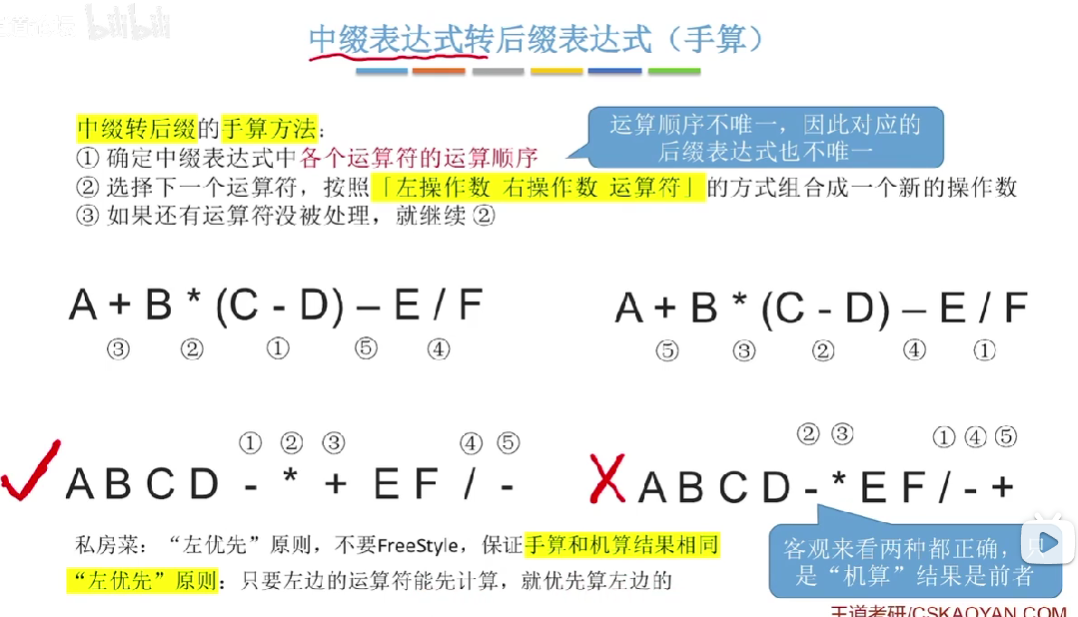 中缀表达式转后缀表达式（手算）
中缀转后缀的手算方法：
① 确定中缀表达式中各个运算符的运算顺序
运算顺序不唯一，因此对应的
后缀表达式也不唯一
② 选择下一个运算符，按照「左操作数 右操作数 运算符」的方式组合成一个新的操作数
③ 如果还有运算符没被处理，就继续 ②
A + B * (C - D) – E / F
③ ② ① ⑤ ④
A + B * (C - D) – E / F
⑤ ③ ② ④ ①
① ② ③ ④ ⑤
A B C D - * + E F / -
② ③ ① ④ ⑤
A B C D - * E F / - +
私房菜：“左优先”原则，不要FreeStyle，保证手算和机算结果相同
“左优先”原则：只要左边的运算符能先计算，就优先算左边的
客观来看两种都正确，只
是“机算”结果是前者
王道考研/CSKAOYAN.COM
bilibili